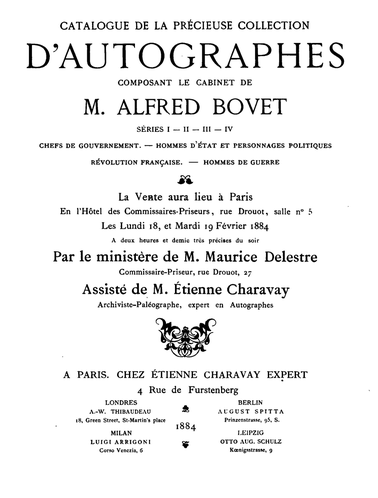 CATALOGUE DE LA PRÉCIEUSE COLLECTION
D'AUTOGRAPHES
COMPOSANT LE CABINET DE
M. ALFRED BOVET
SÉRIES I — II — III — IV
CHEFS DE GOUVERNEMENT. — HOMMES D'ÉTAT ET PERSONNAGES POLITIQUES
RÉVOLUTION FRANÇAISE. — HOMMES DE GUERRE
La Vente aura lieu à Paris
En l'Hôtel des Commissaires-Priseurs, rue Drouot, salle nº 5
Les Lundi 18, et Mardi 19 Février 1884
A deux heures et demie très précises du soir
Par le ministère de M. Maurice Delestre
Commissaire-Priseur, rue Drouot, 27
Assisté de M. Étienne Charavay
Archiviste-Paléographe, expert en Autographes
A PARIS. CHEZ ÉTIENNE CHARAVAY EXPERT
4 Rue de Furstenberg
LONDRES
A.-W. THIBAUDEAU
18, Green Street, St-Martin's place
MILAN
LUIGI ARRIGONI
Corso Venezia, 6
1884
BERLIN
AUGUST SPITTA
Prinzenstrasse, 95, S.
LEIPZIG
OTTO AUG. SCHULZ
Kœnigsstrasse, 9